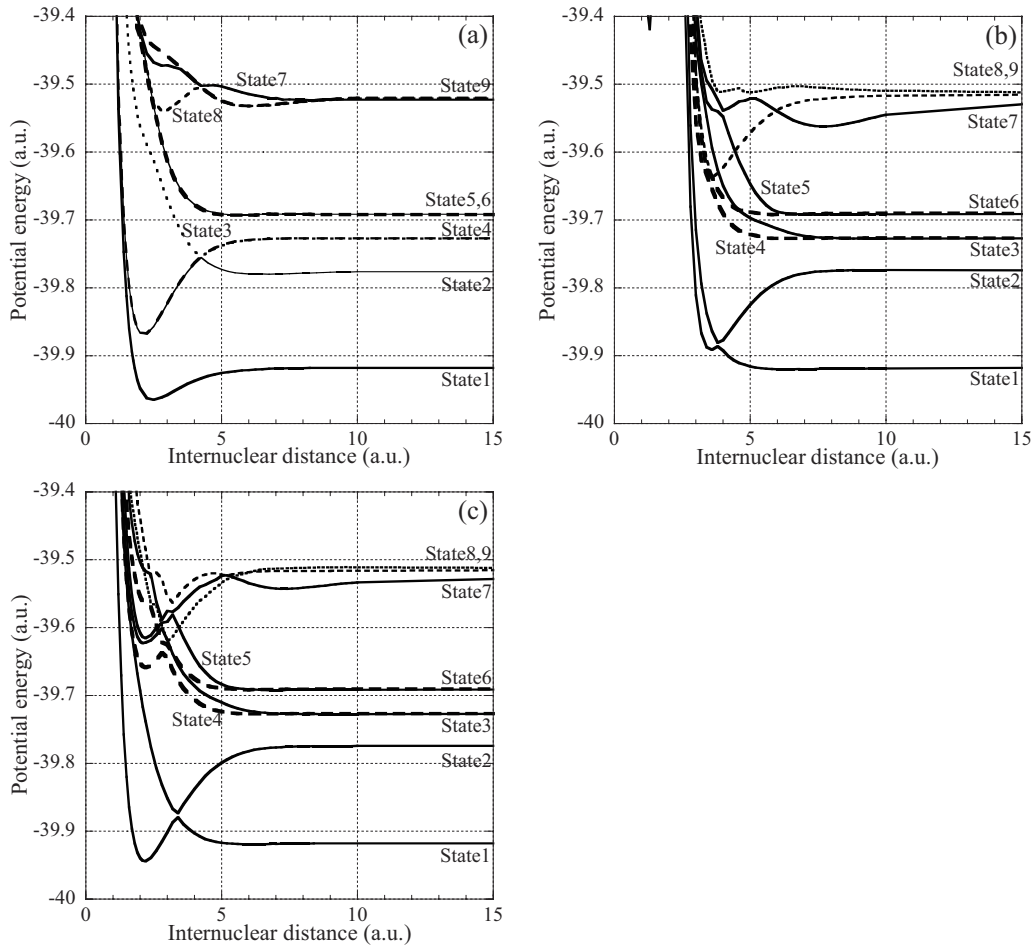 (a)
-39.4
-39.5
-39.6
-39.7
-39.8
-39.9
-40
Potential energy (a.u.)
State7
State9
State8
State5,6
State3
State4
State2
State1
0
5
10
15
Internuclear distance (a.u.)
(b)
-39.4
-39.5
-39.6
-39.7
-39.8
-39.9
-40
Potential energy (a.u.)
State8,9
State7
State5
State6
State4
State3
State2
State1
0
5
10
15
Internuclear distance (a.u.)
(c)
-39.4
-39.5
-39.6
-39.7
-39.8
-39.9
-40
Potential energy (a.u.)
State8,9
State7
State5
State6
State4
State3
State2
State1
0
5
10
15
Internuclear distance (a.u.)